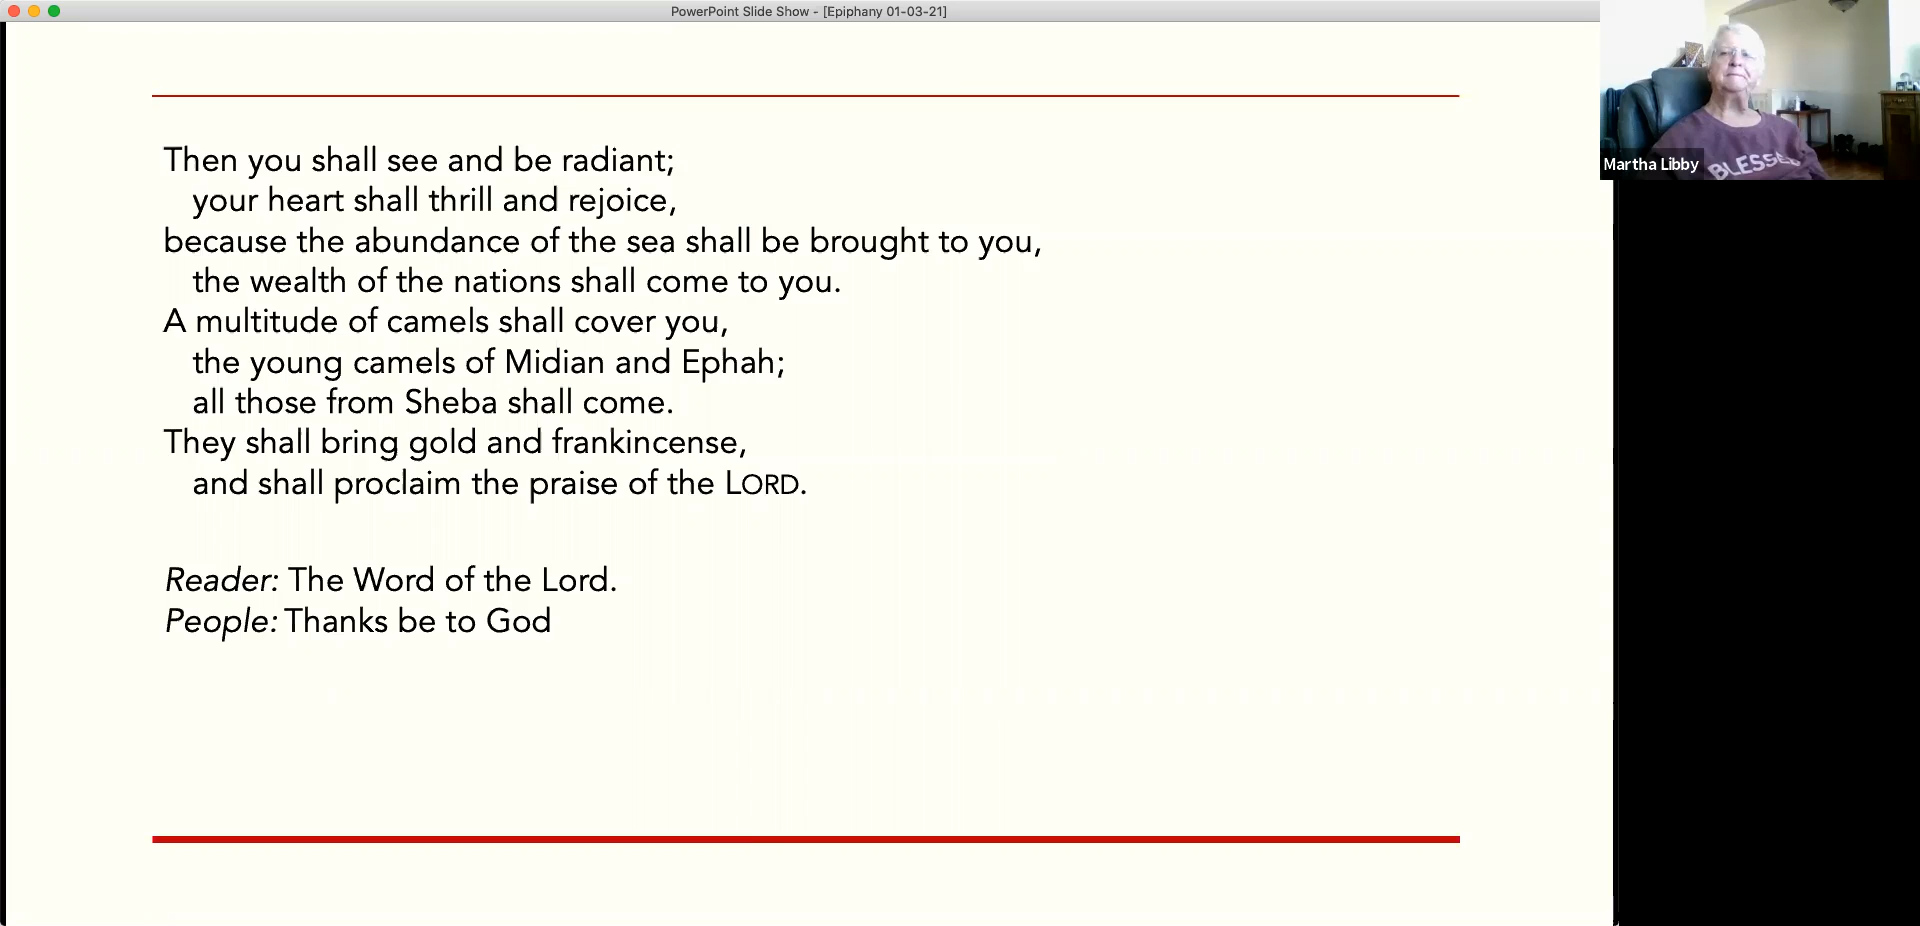 PowerPoint Slide Show - [Epiphany 01-03-21]
Then you shall see and be radiant;
your heart shall thrill and rejoice,
because the abundance of the sea shall be brought to you,
the wealth of the nations shall come to you.
A multitude of camels shall cover you,
the young camels of Midian and Ephah;
all those from Sheba shall come.
They shall bring gold and frankincense,
and shall proclaim the praise of the LORD.
Reader: The Word of the Lord.
People: Thanks be to God
BLESSED
Martha Libby